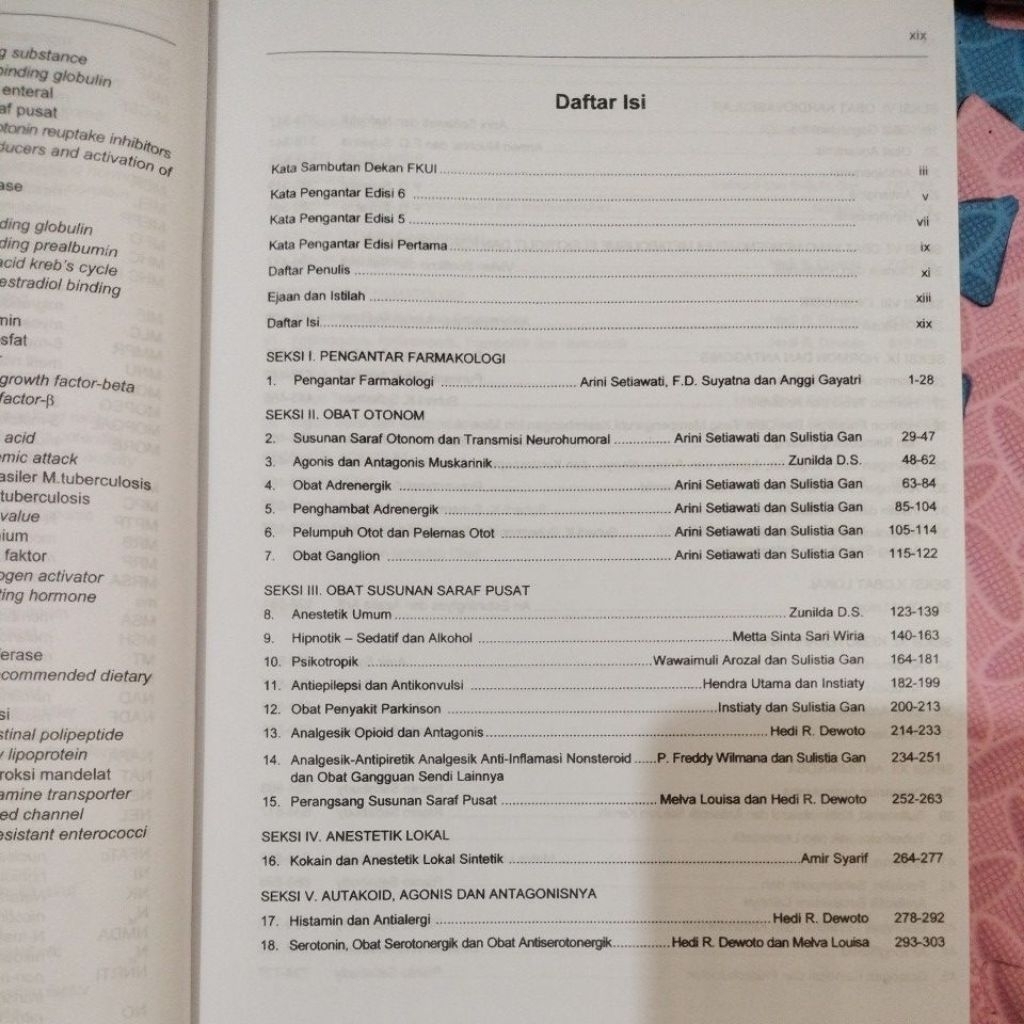 g substance
binding globulin
enteral
af pusat
otonin reuptake inhibitors
ducers and activation of
ase
ding globulin
ding prealbumin
acid kreb's cycle
estradiol binding
min
sfat
growth factor-beta
factor-β
acid
emic attack
asiler M.tuberculosis
tuberculosis
value
nium
faktor
ogen activator
ting hormone
erase
commended dietary
si
stinal polipeptide
y lipoprotein
roksi mandelat
amine transporter
ed channel
esistant enterococci
xix
Daftar Isi
Kata Sambutan Dekan FKUI iii
Kata Pengantar Edisi 6 v
Kata Pengantar Edisi 5 vii
Kata Pengantar Edisi Pertama ix
Daftar Penulis xi
Ejaan dan Istilah xiii
Daftar Isi xix
SEKSI I. PENGANTAR FARMAKOLOGI
1. Pengantar Farmakologi Arini Setiawati, F.D. Suyatna dan Anggi Gayatri 1-28
SEKSI II. OBAT OTONOM
2. Susunan Saraf Otonom dan Transmisi Neurohumoral Arini Setiawati dan Sulistia Gan 29-47
3. Agonis dan Antagonis Muskarinik Zunilda D.S. 48-62
4. Obat Adrenergik Arini Setiawati dan Sulistia Gan 63-84
5. Penghambat Adrenergik Arini Setiawati dan Sulistia Gan 85-104
6. Pelumpuh Otot dan Pelemas Otot Arini Setiawati dan Sulistia Gan 105-114
7. Obat Ganglion Arini Setiawati dan Sulistia Gan 115-122
SEKSI III. OBAT SUSUNAN SARAF PUSAT
8. Anestetik Umum Zunilda D.S. 123-139
9. Hipnotik – Sedatif dan Alkohol Metta Sinta Sari Wiria 140-163
10. Psikotropik Wawaimuli Arozal dan Sulistia Gan 164-181
11. Antiepilepsi dan Antikonvulsi Hendra Utama dan Instiaty 182-199
12. Obat Penyakit Parkinson Instiaty dan Sulistia Gan 200-213
13. Analgesik Opioid dan Antagonis Hedi R. Dewoto 214-233
14. Analgesik-Antipiretik Analgesik Anti-Inflamasi Nonsteroid P. Freddy Wilmana dan Sulistia Gan 234-251
dan Obat Gangguan Sendi Lainnya
15. Perangsang Susunan Saraf Pusat Melva Louisa dan Hedi R. Dewoto 252-263
SEKSI IV. ANESTETIK LOKAL
16. Kokain dan Anestetik Lokal Sintetik Amir Syarif 264-277
SEKSI V. AUTAKOID, AGONIS DAN ANTAGONISNYA
17. Histamin dan Antialergi Hedi R. Dewoto 278-292
18. Serotonin, Obat Serotonergik dan Obat Antiserotonergik Hedi R. Dewoto dan Melva Louisa 293-303